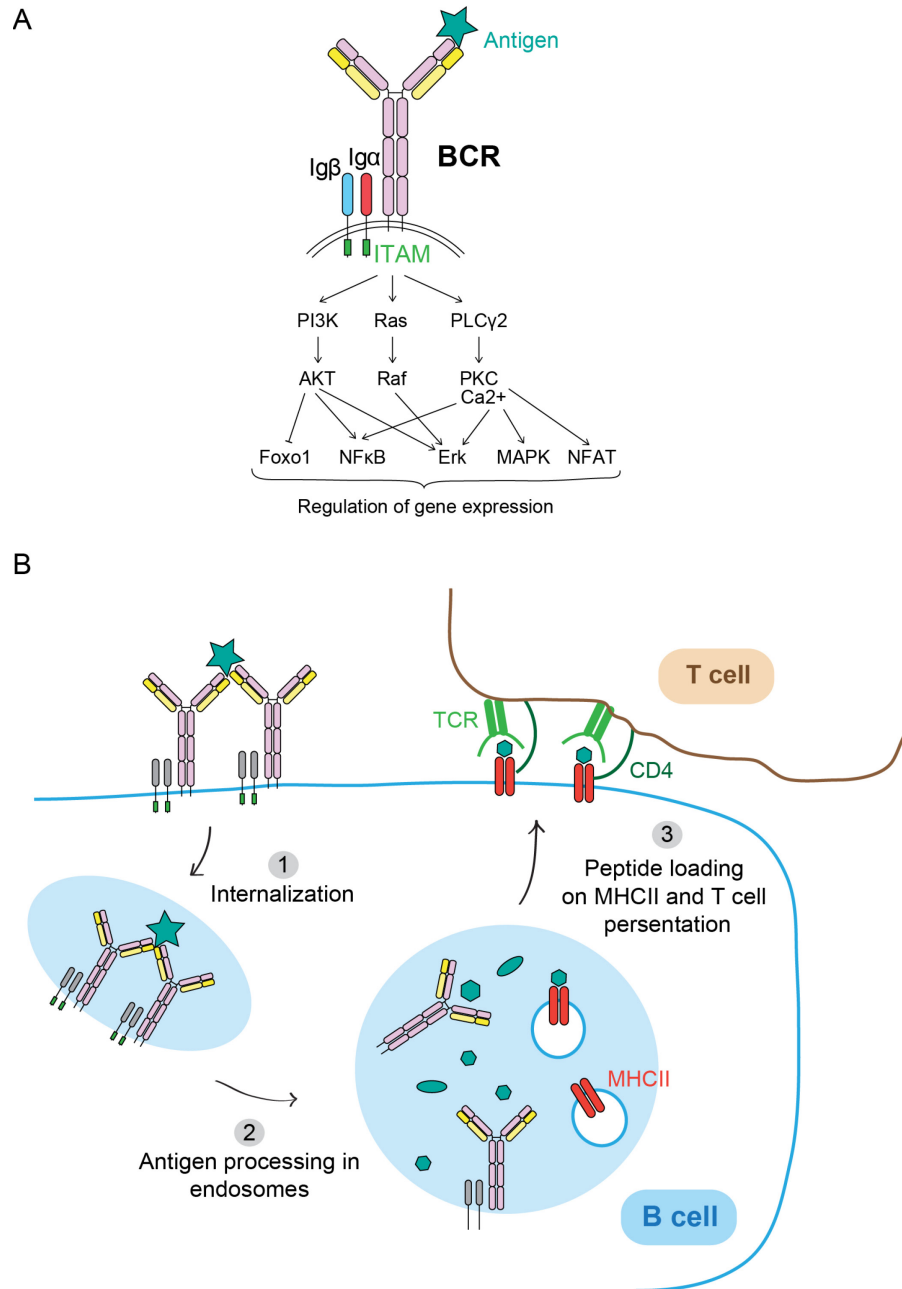 A
Antigen
BCR
Igβ
Igα
ITAM
PI3K
Ras
PLCγ2
AKT
Raf
PKC
Ca2+
Foxo1
NFκB
Erk
MAPK
NFAT
Regulation of gene expression
B
T cell
TCR
CD4
1
Internalization
3
Peptide loading
on MHCII and T cell
persentation
MHCII
2
Antigen processing in
endosomes
B cell